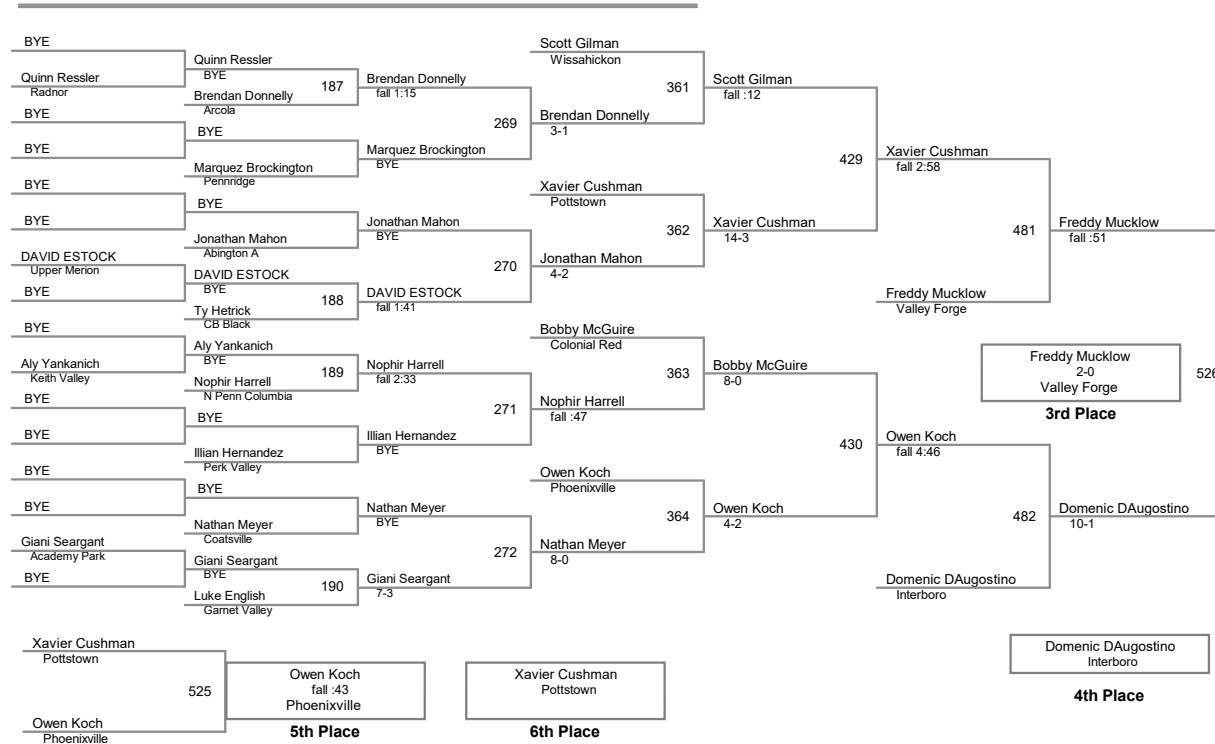 BYE
Quinn Ressler
Radnor
BYE
BYE
BYE
BYE
DAVID ESTOCK
Upper Merion
BYE
BYE
Aly Yankanich
Keith Valley
BYE
BYE
BYE
BYE
Giani Seargant
Academy Park
BYE
Quinn Ressler
BYE
187
Brendan Donnelly
Arcola
BYE
Marquez Brockington
Pennridge
BYE
Jonathan Mahon
Abington A
DAVID ESTOCK
BYE
188
Ty Hetrick
CB Black
Aly Yankanich
BYE
189
Nophir Harrell
N Penn Columbia
BYE
Illian Hernandez
Perk Valley
BYE
Nathan Meyer
Coatsville
Giani Seargant
BYE
190
Luke English
Garnet Valley
Brendan Donnelly
fall 1:15
269
Marquez Brockington
BYE
Jonathan Mahon
BYE
270
DAVID ESTOCK
fall 1:41
Nophir Harrell
fall 2:33
271
Illian Hernandez
BYE
Nathan Meyer
BYE
272
Giani Seargant
7-3
Scott Gilman
Wissahickon
361
Brendan Donnelly
3-1
Xavier Cushman
Pottstown
362
Jonathan Mahon
4-2
Bobby McGuire
Colonial Red
363
Nophir Harrell
fall :47
Owen Koch
Phoenixville
364
Nathan Meyer
8-0
Scott Gilman
fall :12
429
Xavier Cushman
14-3
Bobby McGuire
8-0
430
Owen Koch
4-2
Xavier Cushman
fall 2:58
481
Freddy Mucklow
Valley Forge
Owen Koch
fall 4:46
482
Domenic DAugostino
Interboro
Freddy Mucklow
fall :51
Freddy Mucklow
2-0
Valley Forge
526
3rd Place
Domenic DAugostino
10-1
Domenic DAugostino
Interboro
4th Place
Xavier Cushman
Pottstown
525
Owen Koch
Phoenixville
Owen Koch
fall :43
Phoenixville
5th Place
Xavier Cushman
Pottstown
6th Place